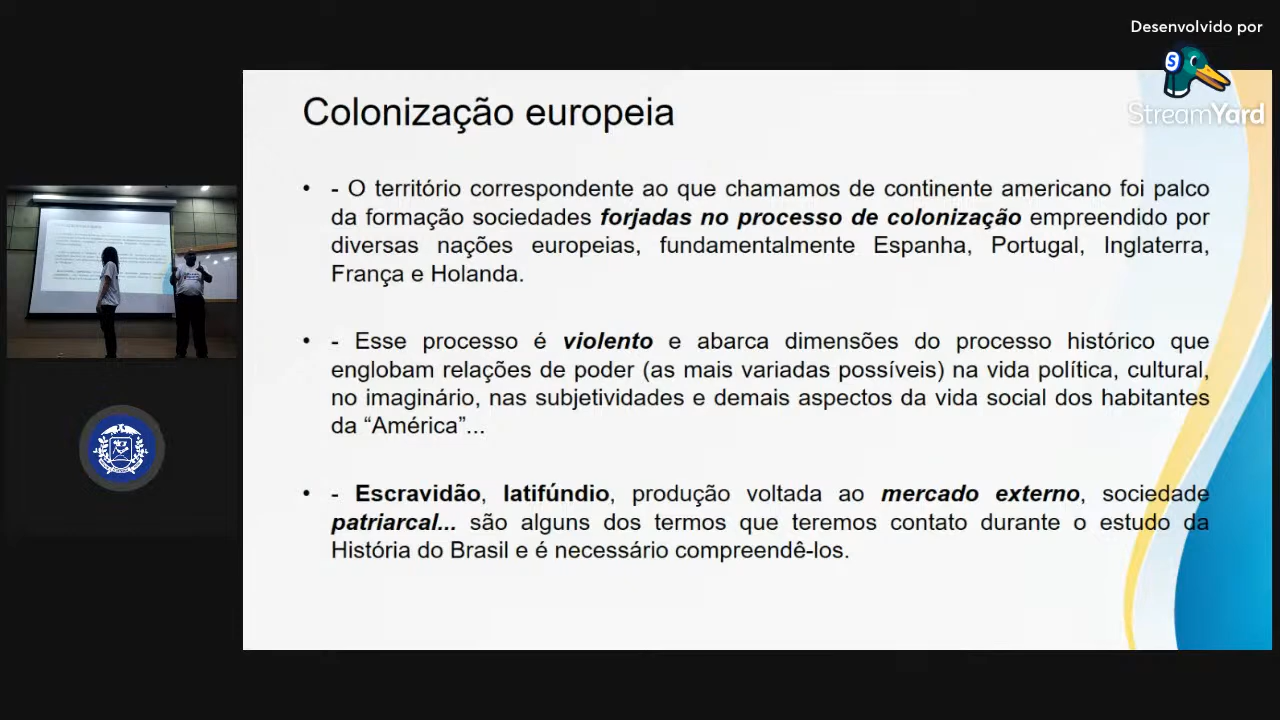 Desenvolvido por
StreamYard
Colonização europeia
• - O território correspondente ao que chamamos de continente americano foi palco
da formação sociedades forjadas no processo de colonização empreendido por
diversas nações europeias, fundamentalmente Espanha, Portugal, Inglaterra,
França e Holanda.
• - Esse processo é violento e abarca dimensões do processo histórico que
englobam relações de poder (as mais variadas possíveis) na vida política, cultural,
no imaginário, nas subjetividades e demais aspectos da vida social dos habitantes
da “América”...
• - Escravidão, latifúndio, produção voltada ao mercado externo, sociedade
patriarcal... são alguns dos termos que teremos contato durante o estudo da
História do Brasil e é necessário compreendê-los.